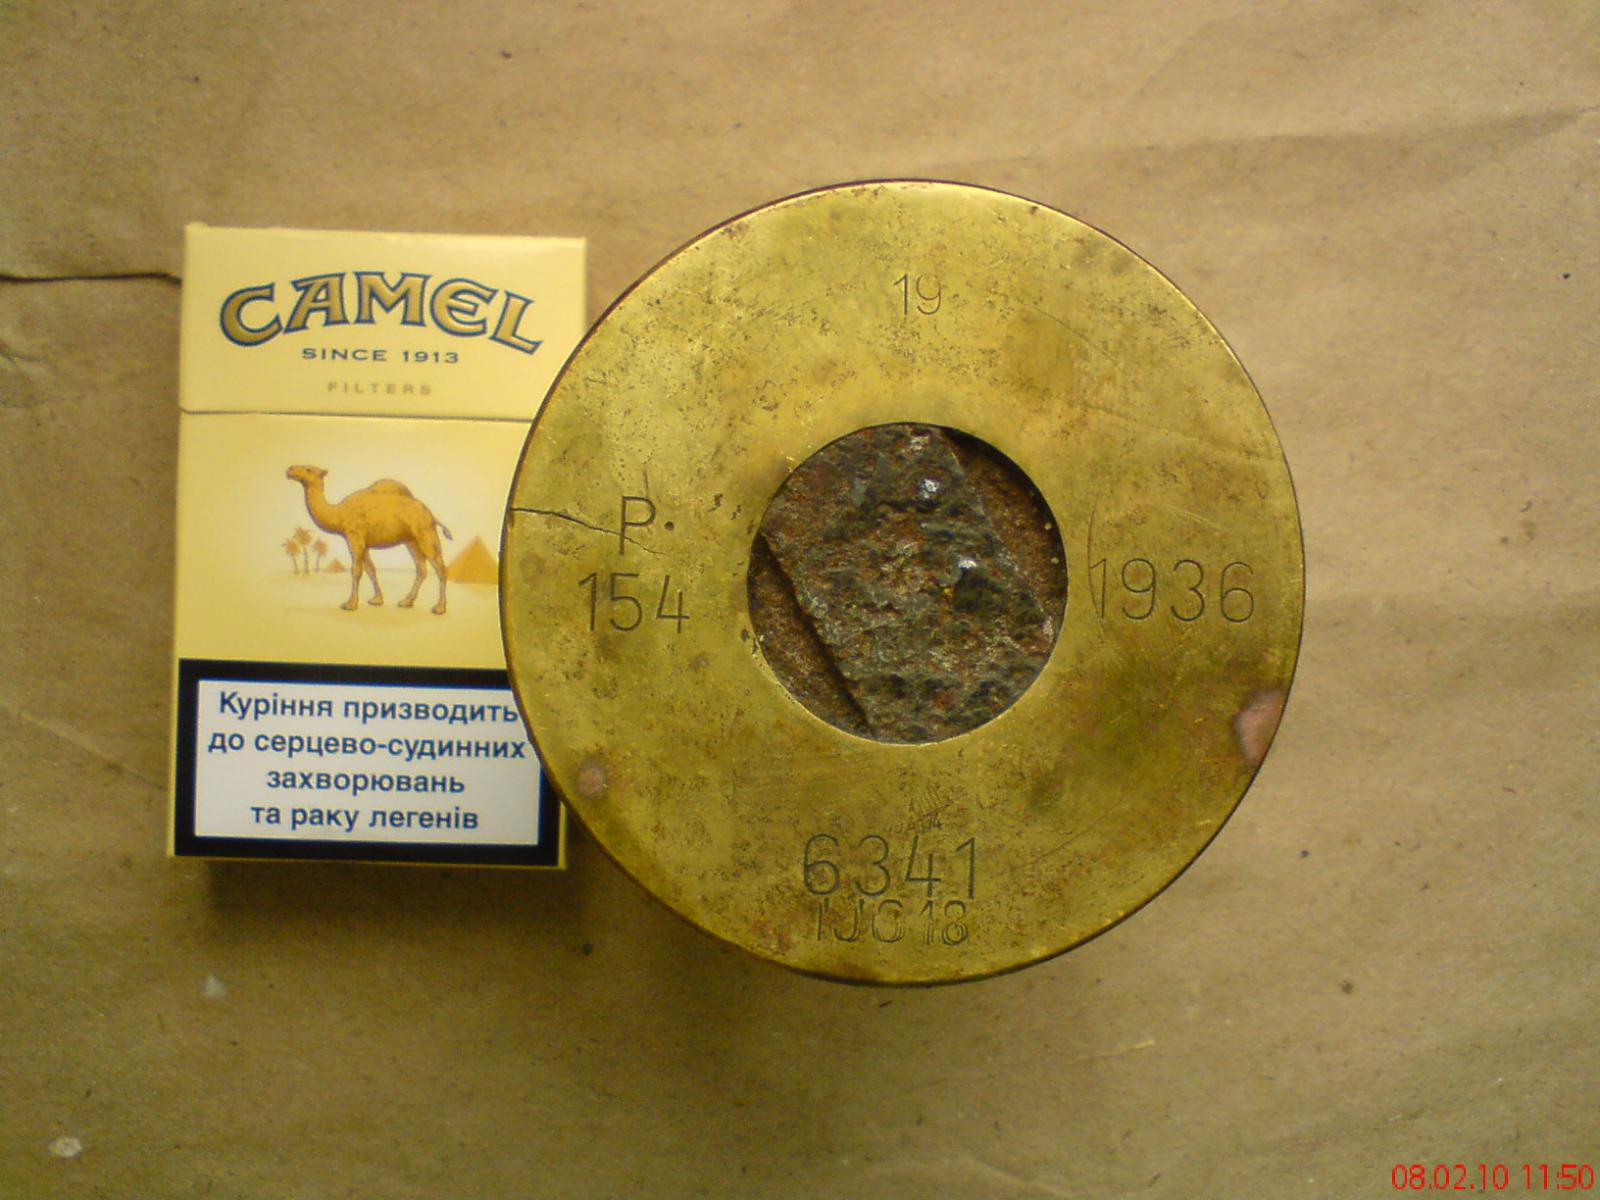 CAMEL
SINCE 1913
FILTERS
Куріння призводить
до серцево-судинних
захворювань
та раку легенів
19
P.
154
1936
6341
08.02.10 11:50